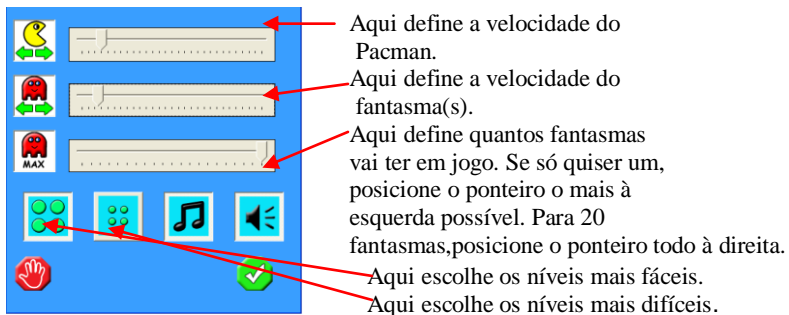 Aqui define a velocidade do
Pacman.
Aqui define a velocidade do
fantasma(s).
Aqui define quantos fantasmas
vai ter em jogo. Se só quiser um,
posicione o ponteiro o mais à
esquerda possível. Para 20
fantasmas,posicione o ponteiro todo à direita.
MAX
Aqui escolhe os níveis mais fáceis.
Aqui escolhe os níveis mais difíceis.